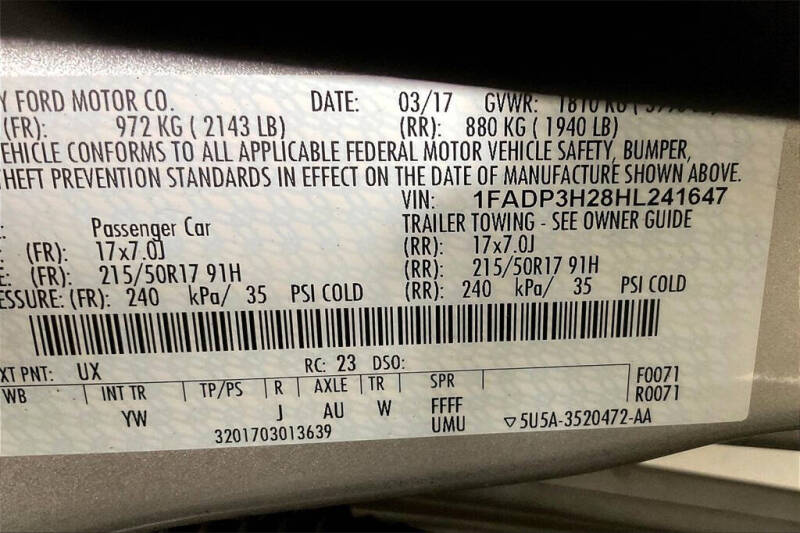 Y FORD MOTOR CO. DATE: 03/17 GVWR: 1810 KG
(FR): 972 KG ( 2143 LB) (RR): 880 KG ( 1940 LB)
EHICLE CONFORMS TO ALL APPLICABLE FEDERAL MOTOR VEHICLE SAFETY, BUMPER,
THEFT PREVENTION STANDARDS IN EFFECT ON THE DATE OF MANUFACTURE SHOWN ABOVE.
VIN: 1FADP3H28HL241647
: Passenger Car TRAILER TOWING - SEE OWNER GUIDE
: (FR): 17x7.0J (RR): 17x7.0J
E: (FR): 215/50R17 91H (RR): 215/50R17 91H
ESSURE: (FR): 240 kPa/ 35 PSI COLD (RR): 240 kPa/ 35 PSI COLD
XT PNT: UX RC: 23 DSO: F0071
WB INT TR TP/PS R AXLE TR SPR R0071
YW J AU W FFFF
UMU ▽5U5A-3520472-AA
3201703013639